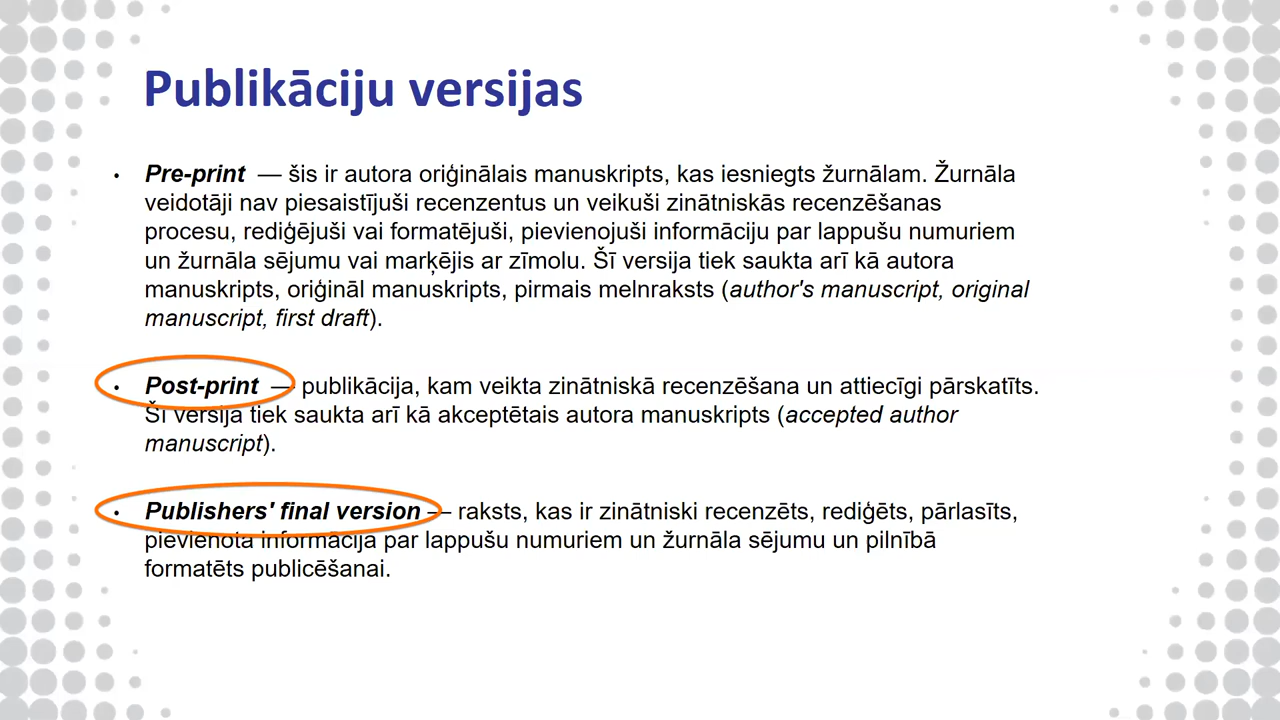 Publikāciju versijas
• Pre-print — šis ir autora oriģinālais manuskripts, kas iesniegts žurnālam. Žurnāla
veidotāji nav piesaistījuši recenzentus un veikuši zinātniskās recenzēšanas
procesu, rediģējuši vai formatējuši, pievienojuši informāciju par lappušu numuriem
un žurnāla sējumu vai marķējis ar zīmolu. Šī versija tiek saukta arī kā autora
manuskripts, oriģināl manuskripts, pirmais melnraksts (author's manuscript, original
manuscript, first draft).
• Post-print — publikācija, kam veikta zinātniskā recenzēšana un attiecīgi pārskatīts.
Šī versija tiek saukta arī kā akceptētais autora manuskripts (accepted author
manuscript).
• Publishers' final version — raksts, kas ir zinātniski recenzēts, rediģēts, pārlasīts,
pievienota informācija par lappušu numuriem un žurnāla sējumu un pilnībā
formatēts publicēšanai.